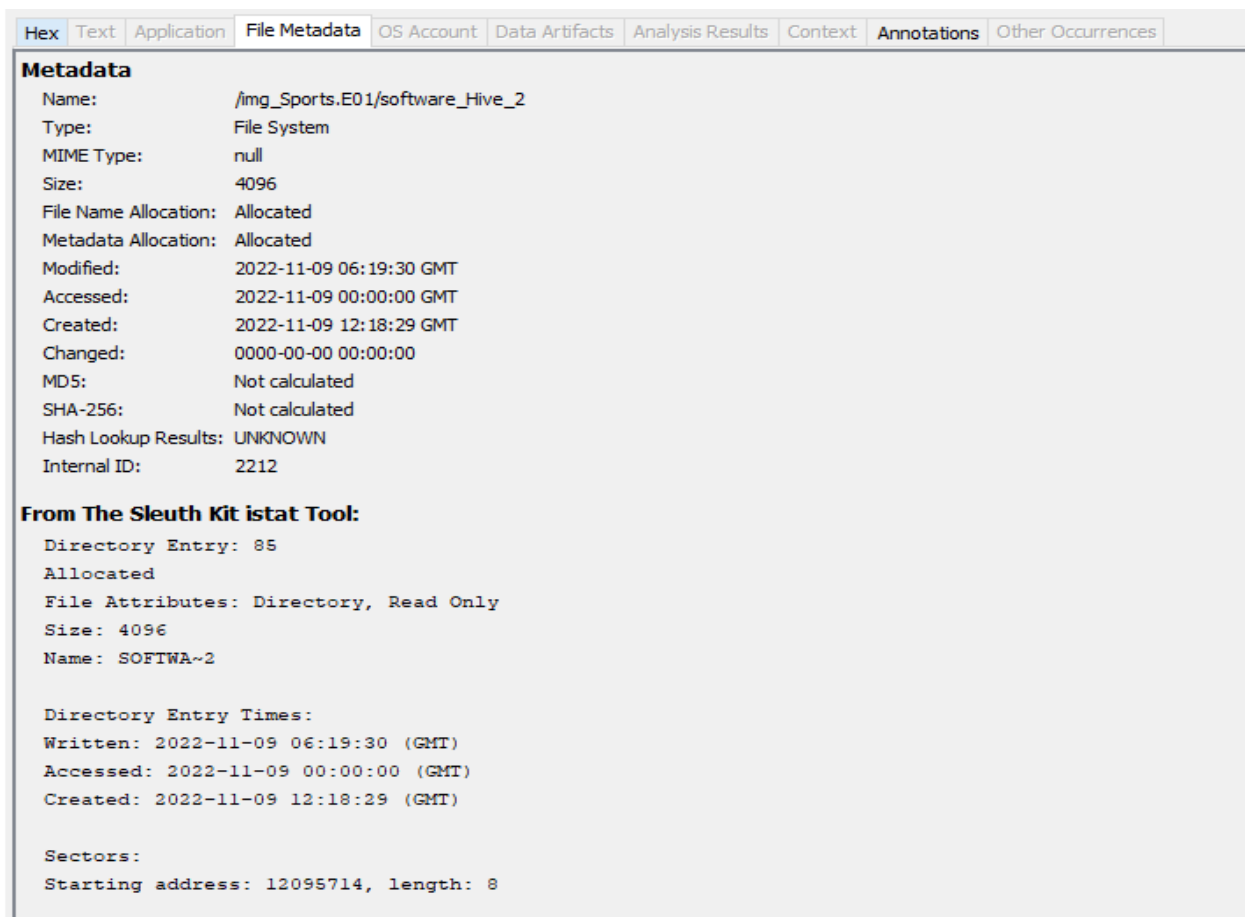 Hex Text Application File Metadata OS Account Data Artifacts Analysis Results Context Annotations Other Occurrences
Metadata
Name: /img_Sports.E01/software_Hive_2
Type: File System
MIME Type: null
Size: 4096
File Name Allocation: Allocated
Metadata Allocation: Allocated
Modified: 2022-11-09 06:19:30 GMT
Accessed: 2022-11-09 00:00:00 GMT
Created: 2022-11-09 12:18:29 GMT
Changed: 0000-00-00 00:00:00
MD5: Not calculated
SHA-256: Not calculated
Hash Lookup Results: UNKNOWN
Internal ID: 2212
From The Sleuth Kit istat Tool:
Directory Entry: 85
Allocated
File Attributes: Directory, Read Only
Size: 4096
Name: SOFTWA~2
Directory Entry Times:
Written: 2022-11-09 06:19:30 (GMT)
Accessed: 2022-11-09 00:00:00 (GMT)
Created: 2022-11-09 12:18:29 (GMT)
Sectors:
Starting address: 12095714, length: 8